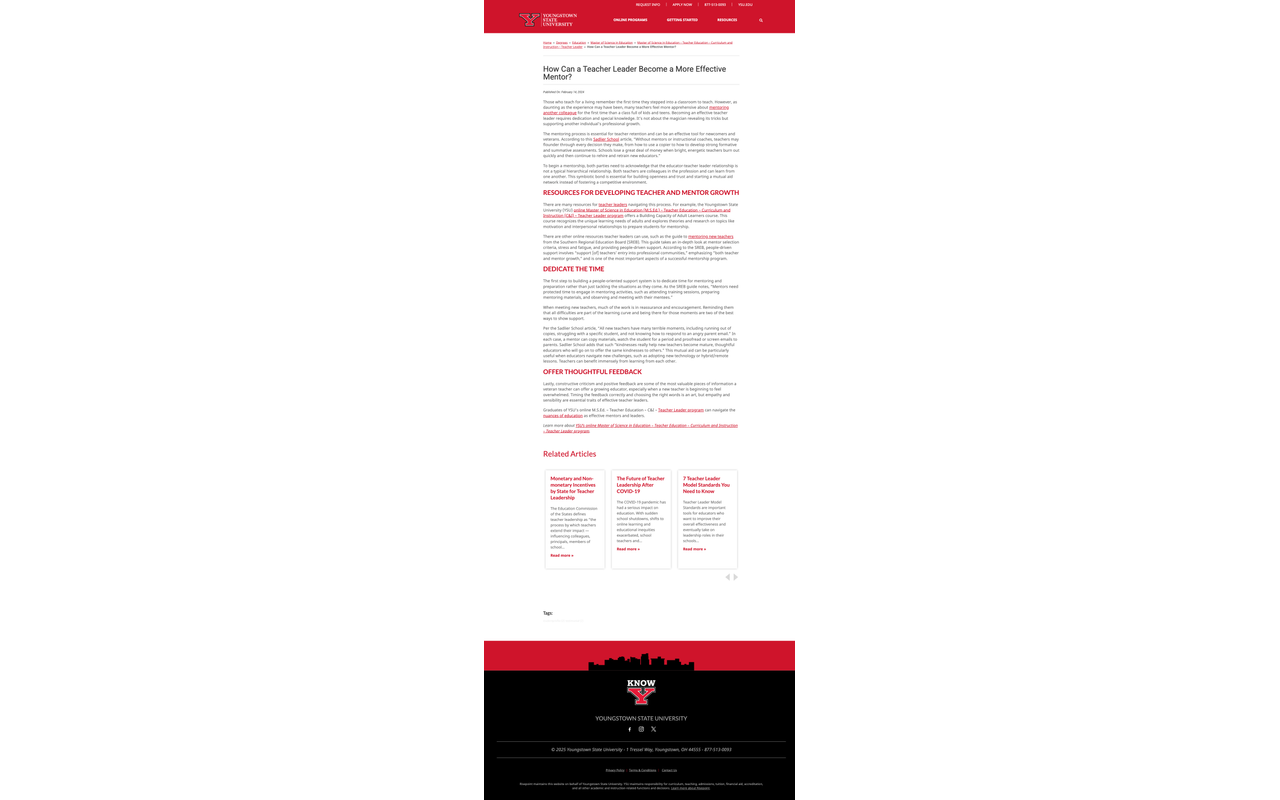 REQUEST INFO | APPLY NOW | 877-513-0093 | YSU.EDU
YOUNGSTOWN
STATE
UNIVERSITY
ONLINE PROGRAMS GETTING STARTED RESOURCES
Home » Degrees » Education » Master of Science in Education » Master of Science in Education – Teacher Education – Curriculum and
Instruction – Teacher Leader » How Can a Teacher Leader Become a More Effective Mentor?
How Can a Teacher Leader Become a More Effective
Mentor?
Published On: February 14, 2024
Those who teach for a living remember the first time they stepped into a classroom to teach. However, as
daunting as the experience may have been, many teachers feel more apprehensive about mentoring
another colleague for the first time than a class full of kids and teens. Becoming an effective teacher
leader requires dedication and special knowledge. It's not about the magician revealing its tricks but
supporting another individual's professional growth.
The mentoring process is essential for teacher retention and can be an effective tool for newcomers and
veterans. According to this Sadlier School article, "Without mentors or instructional coaches, teachers may
flounder through every decision they make, from how to use a copier to how to develop strong formative
and summative assessments. Schools lose a great deal of money when bright, energetic teachers burn out
quickly and then continue to rehire and retrain new educators."
To begin a mentorship, both parties need to acknowledge that the educator-teacher leader relationship is
not a typical hierarchical relationship. Both teachers are colleagues in the profession and can learn from
one another. This symbiotic bond is essential for building openness and trust and starting a mutual aid
network instead of fostering a competitive environment.
RESOURCES FOR DEVELOPING TEACHER AND MENTOR GROWTH
There are many resources for teacher leaders navigating this process. For example, the Youngstown State
University (YSU) online Master of Science in Education (M.S.Ed.) – Teacher Education – Curriculum and
Instruction (C&I) – Teacher Leader program offers a Building Capacity of Adult Learners course. This
course recognizes the unique learning needs of adults and explores theories and research on topics like
motivation and interpersonal relationships to prepare students for mentorship.
There are other online resources teacher leaders can use, such as the guide to mentoring new teachers
from the Southern Regional Education Board (SREB). This guide takes an in-depth look at mentor selection
criteria, stress and fatigue, and providing people-driven support. According to the SREB, people-driven
support involves "support [of] teachers' entry into professional communities," emphasizing "both teacher
and mentor growth," and is one of the most important aspects of a successful mentorship program.
DEDICATE THE TIME
The first step to building a people-oriented support system is to dedicate time for mentoring and
preparation rather than just tackling the situations as they come. As the SREB guide notes, "Mentors need
protected time to engage in mentoring activities, such as attending training sessions, preparing
mentoring materials, and observing and meeting with their mentees."
When meeting new teachers, much of the work is in reassurance and encouragement. Reminding them
that all difficulties are part of the learning curve and being there for those moments are two of the best
ways to show support.
Per the Sadlier School article, "All new teachers have many terrible moments, including running out of
copies, struggling with a specific student, and not knowing how to respond to an angry parent email." In
each case, a mentor can copy materials, watch the student for a period and proofread or screen emails to
parents. Sadlier School adds that such "kindnesses really help new teachers become mature, thoughtful
educators who will go on to offer the same kindnesses to others." This mutual aid can be particularly
useful when educators navigate new challenges, such as adopting new technology or hybrid/remote
lessons. Teachers can benefit immensely from learning from each other.
OFFER THOUGHTFUL FEEDBACK
Lastly, constructive criticism and positive feedback are some of the most valuable pieces of information a
veteran teacher can offer a growing educator, especially when a new teacher is beginning to feel
overwhelmed. Timing the feedback correctly and choosing the right words is an art, but empathy and
sensibility are essential traits of effective teacher leaders.
Graduates of YSU's online M.S.Ed. – Teacher Education – C&I – Teacher Leader program can navigate the
nuances of education as effective mentors and leaders.
Learn more about YSU's online Master of Science in Education – Teacher Education – Curriculum and Instruction
– Teacher Leader program.
Related Articles
Monetary and Non-
monetary Incentives
by State for Teacher
Leadership
The Education Commission
of the States defines
teacher leadership as "the
process by which teachers
extend their impact —
influencing colleagues,
principals, members of
school...
Read more »
The Future of Teacher
Leadership After
COVID-19
The COVID-19 pandemic has
had a serious impact on
education. With sudden
school shutdowns, shifts to
online learning and
educational inequities
exacerbated, school
teachers and...
Read more »
7 Teacher Leader
Model Standards You
Need to Know
Teacher Leader Model
Standards are important
tools for educators who
want to improve their
overall effectiveness and
eventually take on
leadership roles in their
schools...
Read more »
Tags:
KNOW
Y
YOUNGSTOWN STATE UNIVERSITY
© 2025 Youngstown State University · 1 Tressel Way, Youngstown, OH 44555 · 877-513-0093
Privacy Policy | Terms & Conditions | Contact Us
Risepoint maintains this website on behalf of Youngstown State University. YSU maintains responsibility for curriculum, teaching, admissions, tuition, financial aid, accreditation,
and all other academic and instruction-related functions and decisions. Learn more about Risepoint.